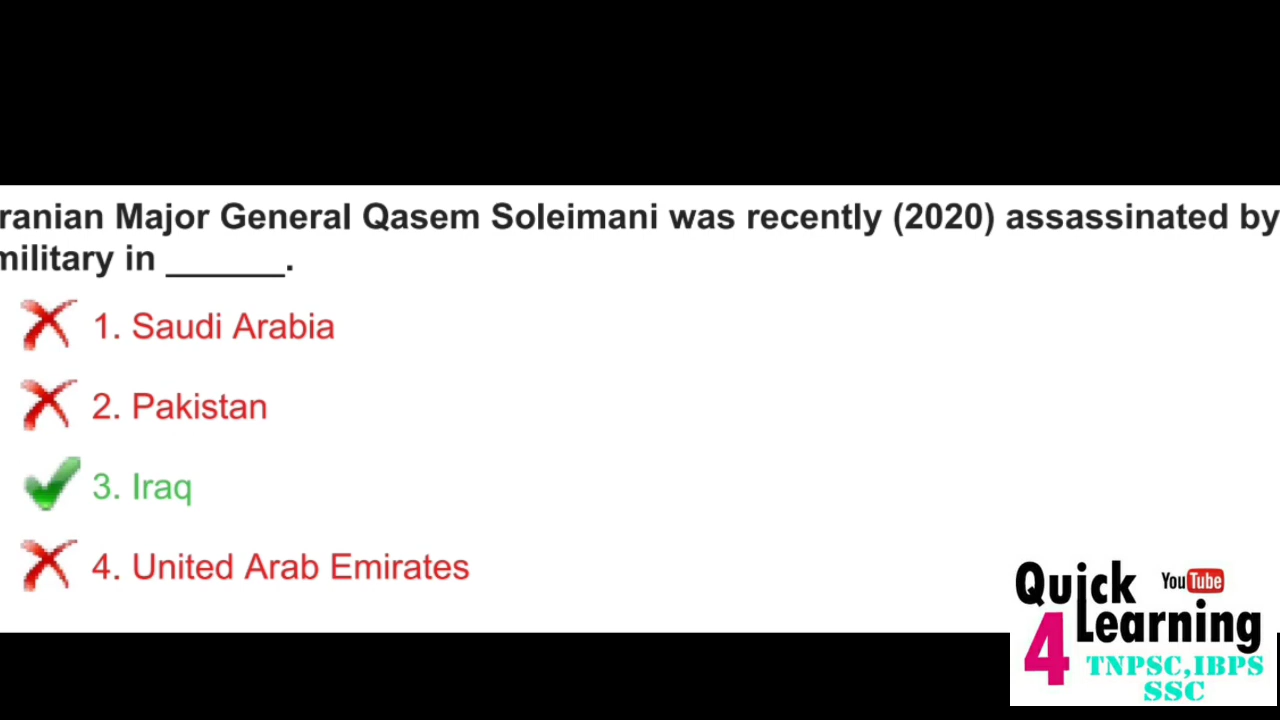 ranian Major General Qasem Soleimani was recently (2020) assassinated by
military in ______.
1. Saudi Arabia
2. Pakistan
3. Iraq
4. United Arab Emirates
Quick YouTube
4 Learning
TNPSC,IBPS
SSC